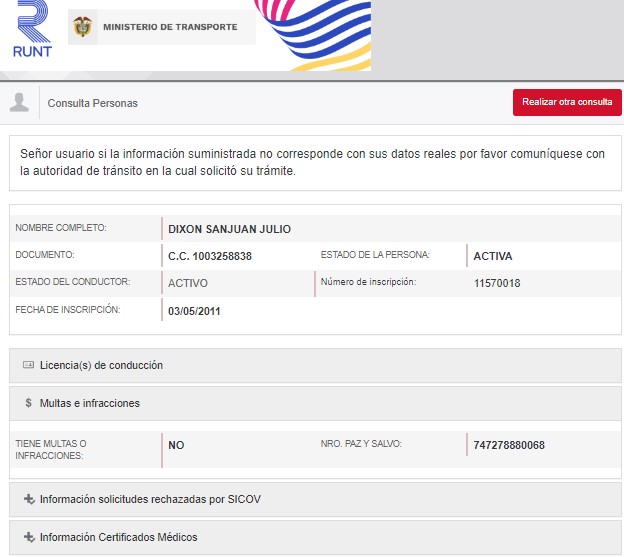 RUNT
MINISTERIO DE TRANSPORTE
Consulta Personas
Realizar otra consulta
Señor usuario si la información suministrada no corresponde con sus datos reales por favor comuníquese con
la autoridad de tránsito en la cual solicitó su trámite.
NOMBRE COMPLETO: DIXON SANJUAN JULIO
DOCUMENTO: C.C. 1003258838 ESTADO DE LA PERSONA: ACTIVA
ESTADO DEL CONDUCTOR: ACTIVO Número de inscripción: 11570018
FECHA DE INSCRIPCIÓN: 03/05/2011
Licencia(s) de conducción
$ Multas e infracciones
TIENE MULTAS O
INFRACCIONES: NO NRO. PAZ Y SALVO: 747278880068
Información solicitudes rechazadas por SICOV
Información Certificados Médicos